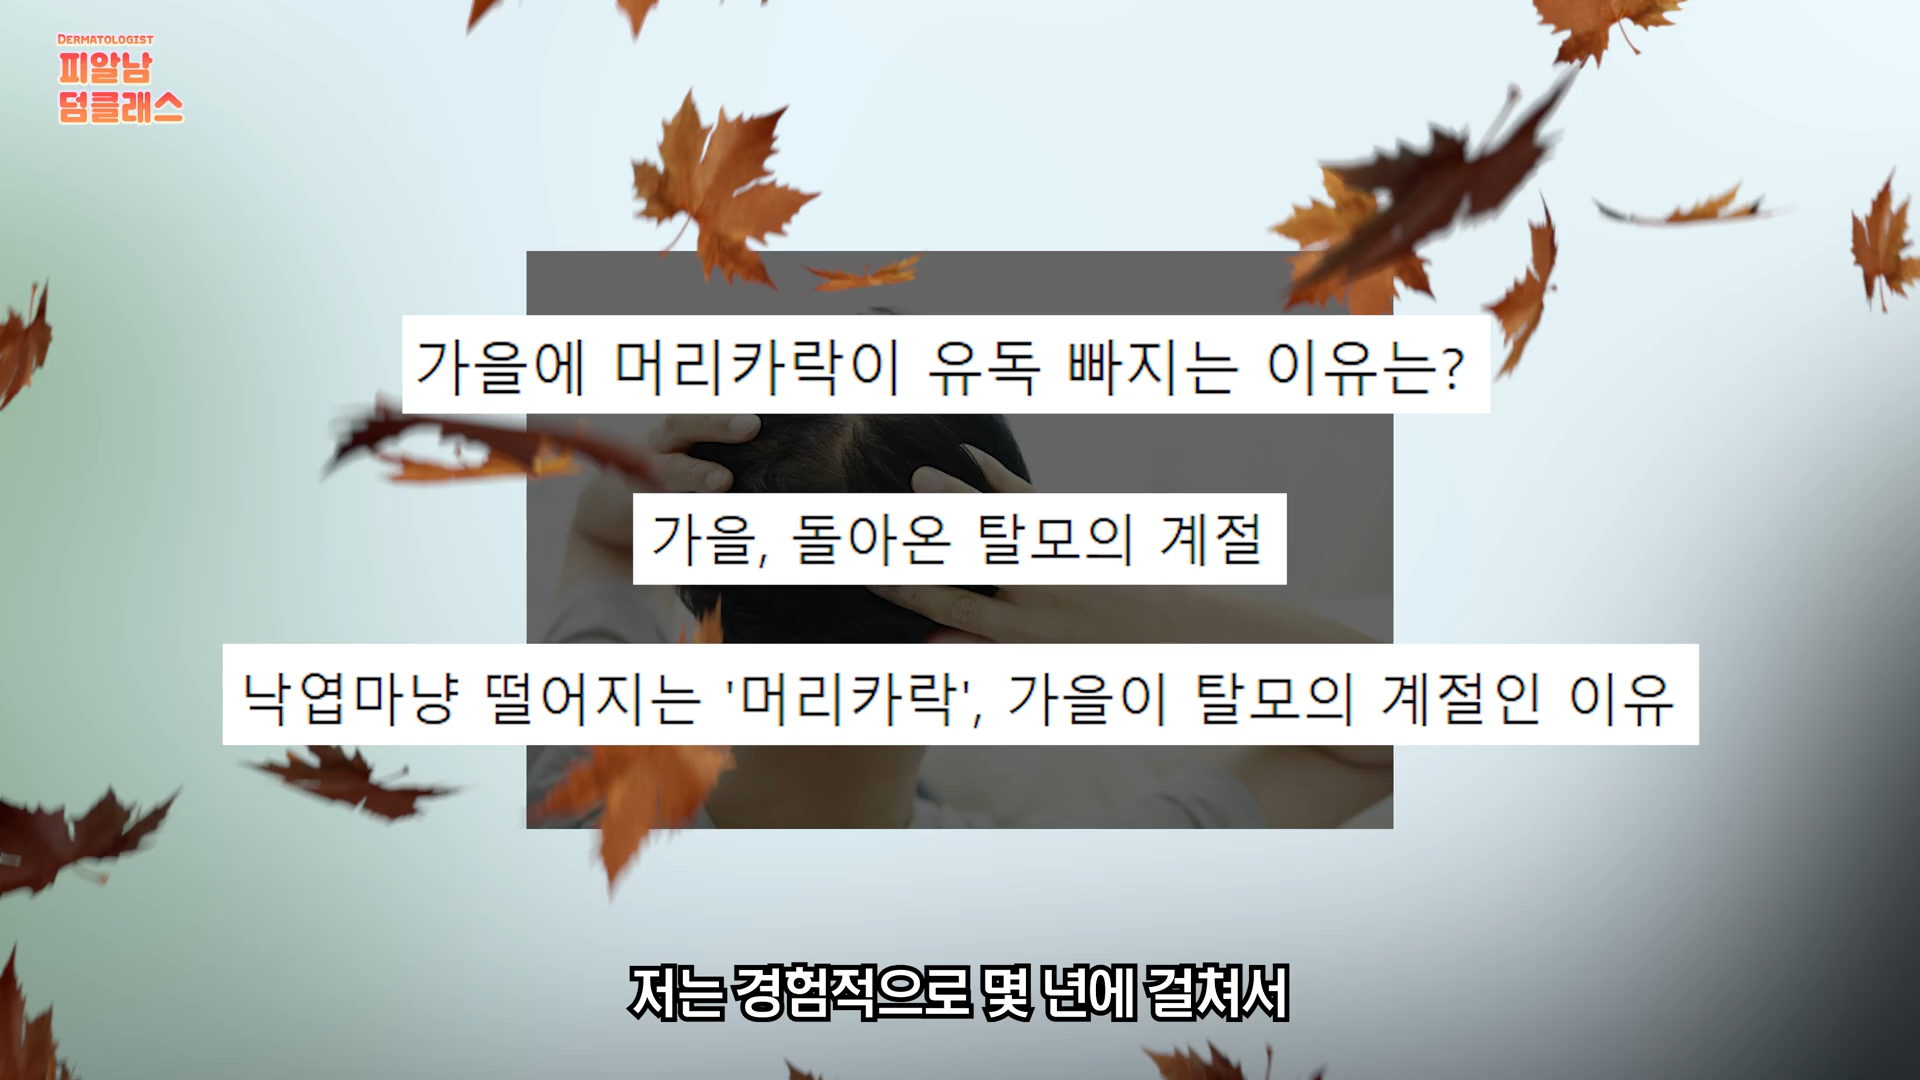 DERMATOLOGIST
피알남
덤클래스
가을에 머리카락이 유독 빠지는 이유는?
가을, 돌아온 탈모의 계절
낙엽마냥 떨어지는 '머리카락', 가을이 탈모의 계절인 이유
저는 경험적으로 몇 년에 걸쳐서